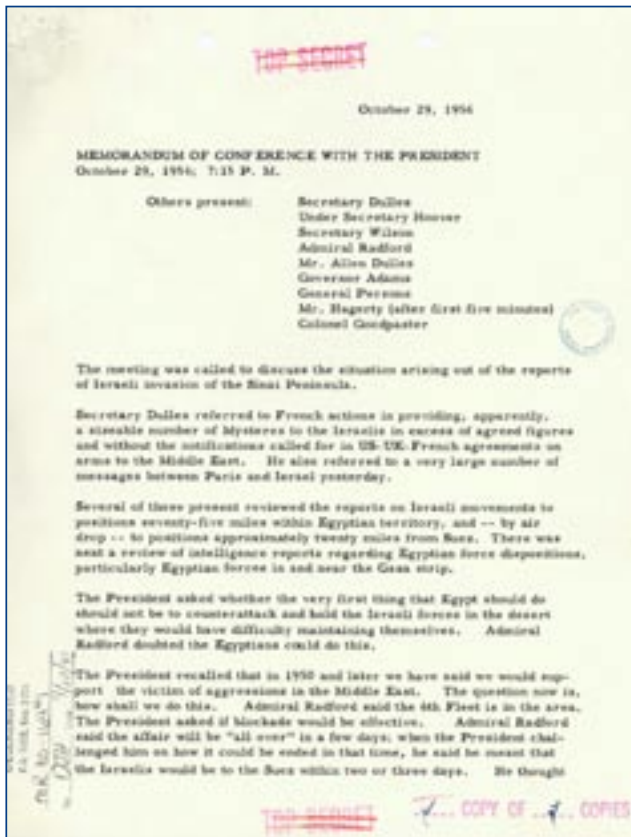 TOP SECRET
October 29, 1956
MEMORANDUM OF CONFERENCE WITH THE PRESIDENT
October 29, 1956; 7:15 P. M.
Others present: Secretary Dulles
Under Secretary Hoover
Secretary Wilson
Admiral Radford
Mr. Allen Dulles
Governor Adams
General Persons
Mr. Hagerty (after first five minutes)
Colonel Goodpaster
The meeting was called to discuss the situation arising out of the reports
of Israeli invasion of the Sinai Peninsula.
Secretary Dulles referred to French actions in providing, apparently,
a sizeable number of Mysteres to the Israelis in excess of agreed figures
and without the notifications called for in US-UK-French agreements on
arms to the Middle East. He also referred to a very large number of
messages between Paris and Israel yesterday.
Several of those present reviewed the reports on Israeli movements to
positions seventy-five miles within Egyptian territory, and -- by air
drop -- to positions approximately twenty miles from Suez. There was
next a review of intelligence reports regarding Egyptian force dispositions,
particularly Egyptian forces in and near the Gaza strip.
The President asked whether the very first thing that Egypt should do
should not be to counterattack and hold the Israeli forces in the desert
where they would have difficulty maintaining themselves. Admiral
Radford doubted the Egyptians could do this.
The President recalled that in 1950 and later we have said we would sup-
port the victim of aggressions in the Middle East. The question now is,
how shall we do this. Admiral Radford said the 6th Fleet is in the area.
The President asked if blockade would be effective. Admiral Radford
said the affair will be "all over" in a few days; when the President chal-
lenged him on how it could be ended in that time, he said he meant that
the Israelis would be to the Suez within two or three days. He thought
TOP SECRET
COPY OF COPIES